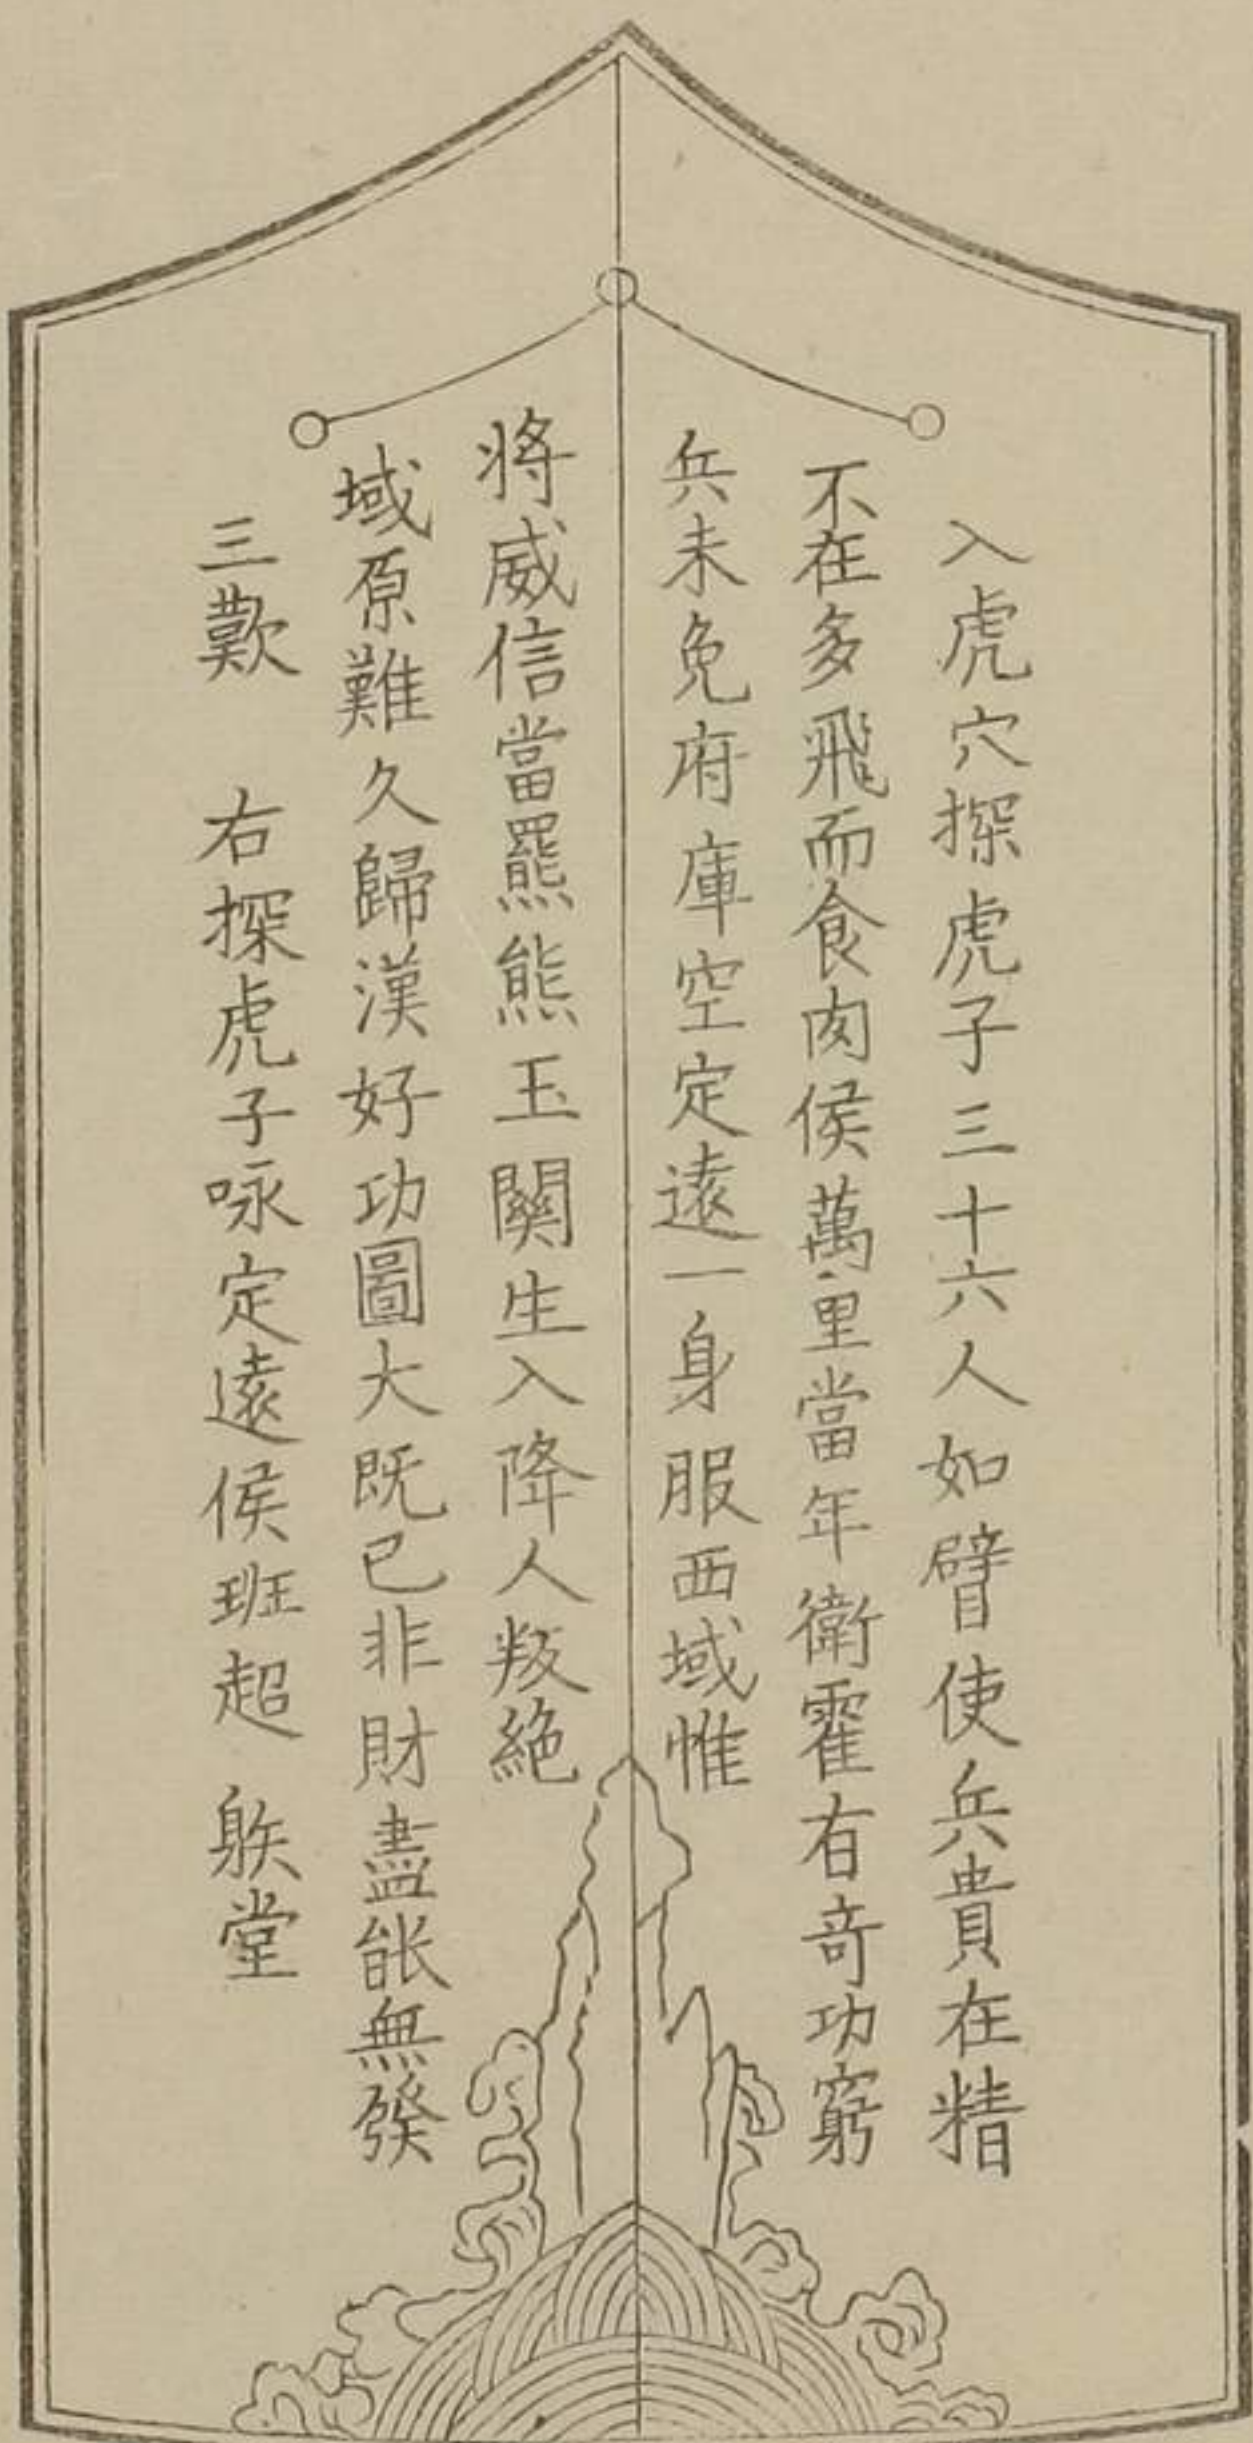 入虎穴探虎子三十六人如臂使兵貴在精
不在多飛而食肉侯萬里當年衛霍有奇功窮
兵未免府庫空定遠一身服西域惟
將威信當羆熊玉關生入降人叛絶
域原難久歸漢好功圖大既已非財盡能無發
三歎　右探虎子咏定遠侯班超　躲堂